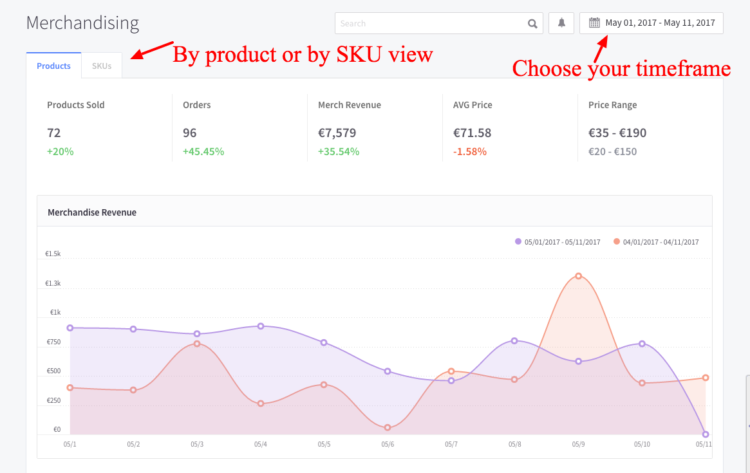 Merchandising
Search
May 01, 2017 - May 11, 2017
By product or by SKU view
Choose your timeframe
Products SKUs
Products Sold Orders Merch Revenue AVG Price Price Range
72 96 €7,579 €71.58 €35 - €190
+20% +45.45% +35.54% -1.58% €20 - €150
Merchandise Revenue
05/01/2017 - 05/11/2017 04/01/2017 - 04/11/2017
€1.5k
€1.3k
€1k
€750
€500
€250
€0
05/1 05/2 05/3 05/4 05/5 05/6 05/7 05/8 05/9 05/10 05/11